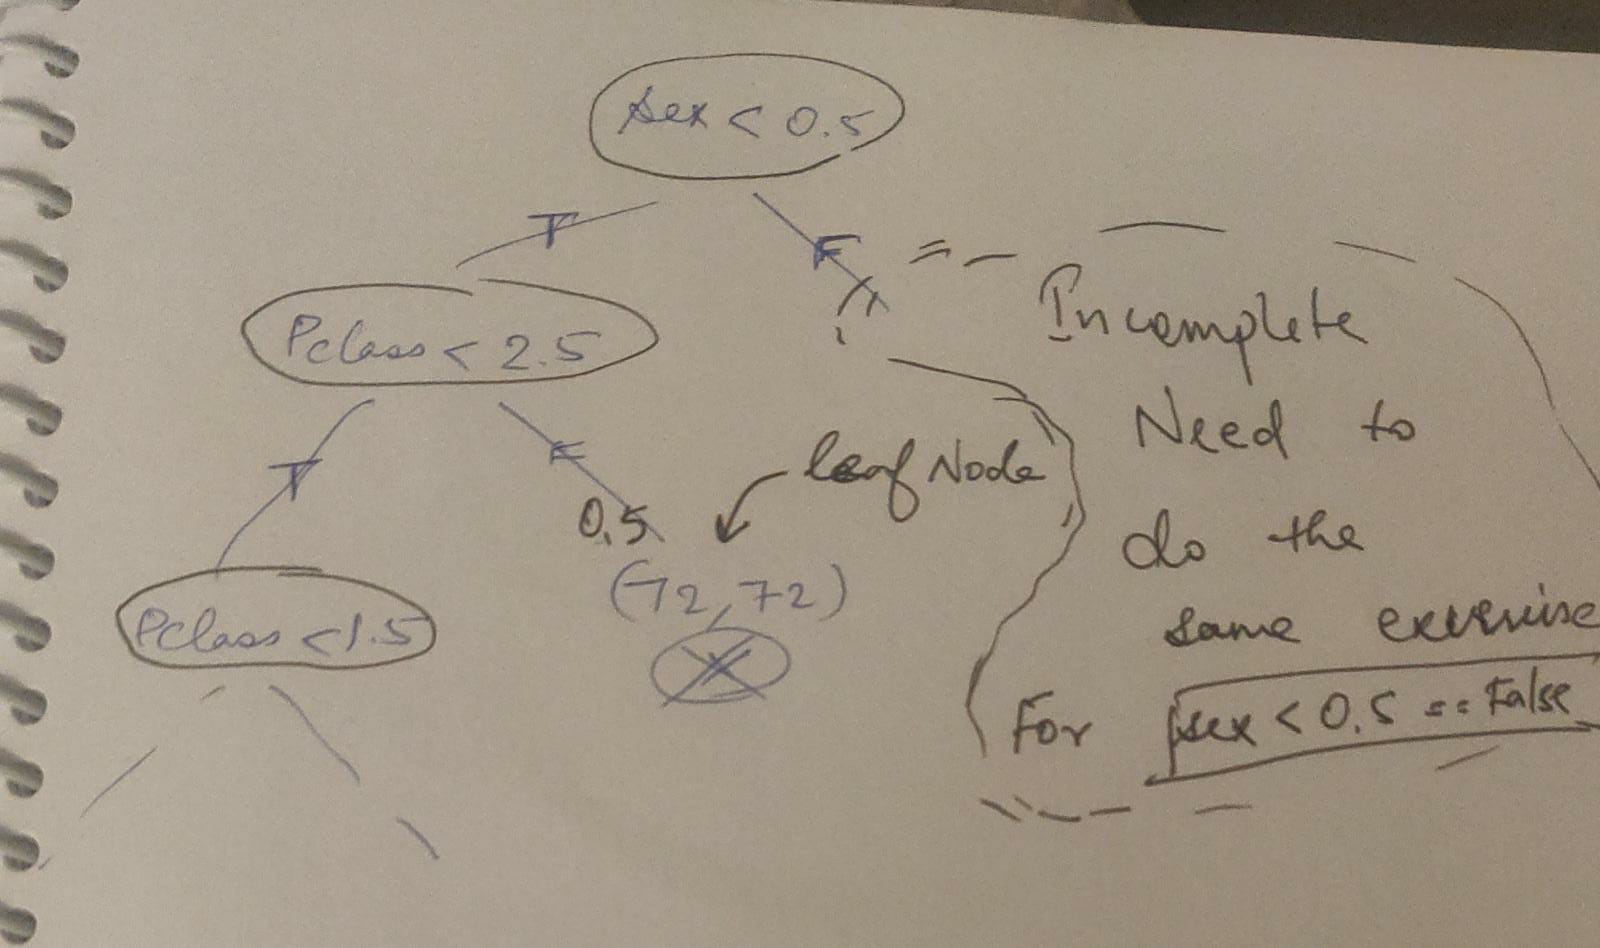 sex < 0.5
T
F
Pclass < 2.5
Incomplete
Need to
do the
same exercise
For sex < 0.5 == False
T
F
0.5
leaf Node
(72, 72)
Pclass < 1.5